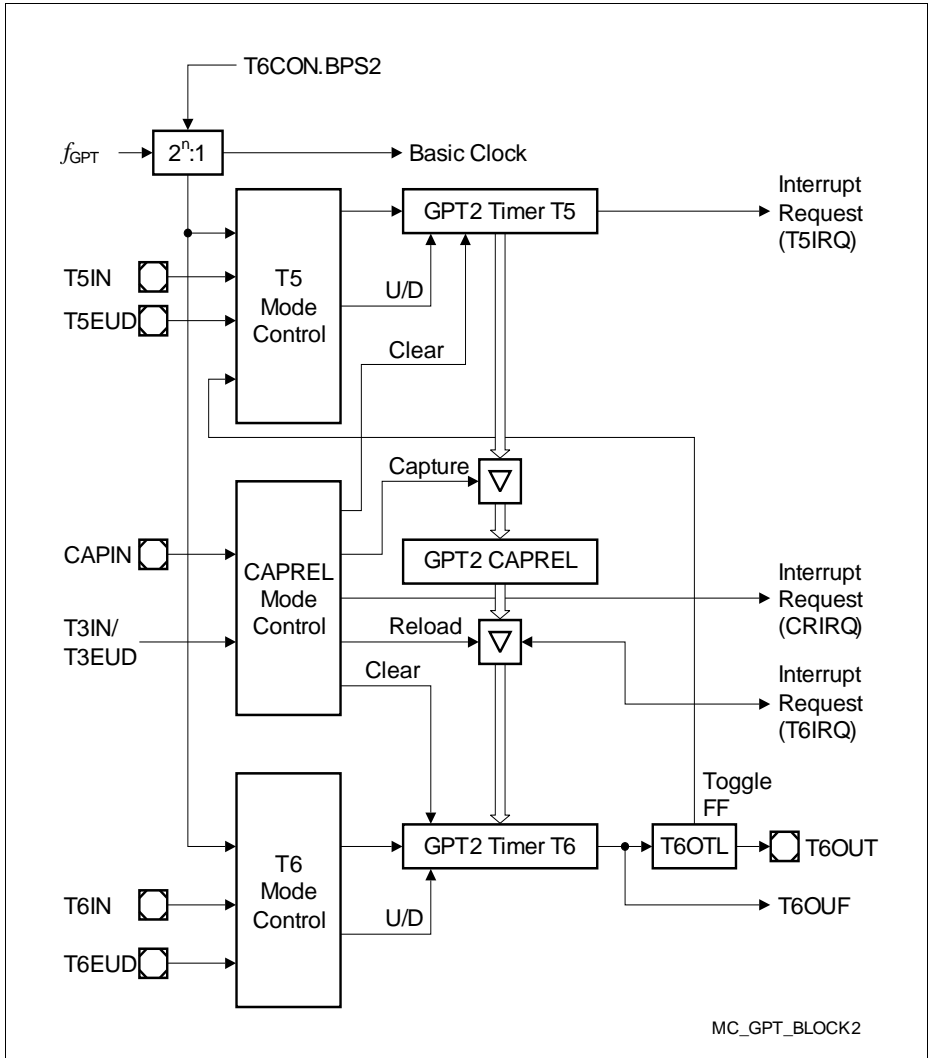 T6CON.BPS2
fGPT
2ⁿ:1
Basic Clock
Interrupt
Request
(T5IRQ)
GPT2 Timer T5
T5
Mode
Control
T5IN
T5EUD
U/D
Clear
Capture
CAPIN
T3IN/
T3EUD
CAPREL
Mode
Control
GPT2 CAPREL
Interrupt
Request
(CRIRQ)
Reload
Clear
Interrupt
Request
(T6IRQ)
Toggle
FF
GPT2 Timer T6
T6OTL
T6OUT
T6
Mode
Control
T6IN
T6EUD
U/D
T6OUF
MC_GPT_BLOCK2